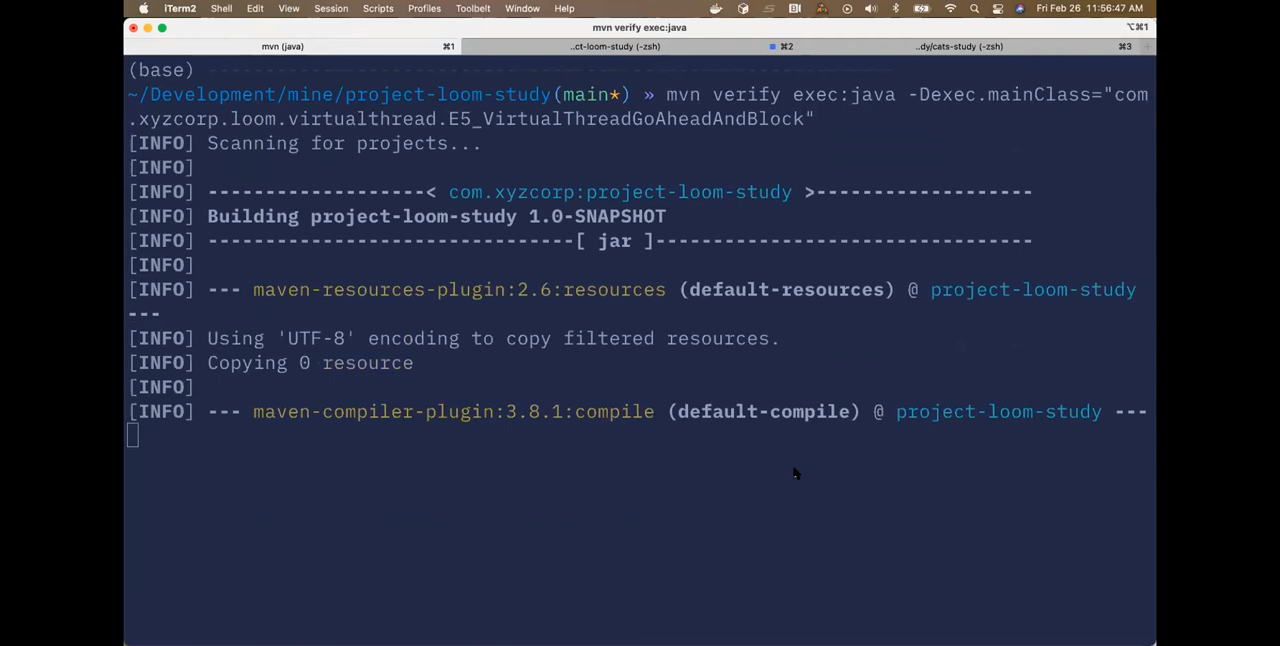 iTerm2 Shell Edit View Session Scripts Profiles Toolbelt Window Help Fri Feb 26 11:56:47 AM
mvn verify exec:java ⌥⌘1
mvn (java) ⌘1 ..ct-loom-study (-zsh) ⌘2 ..dy/cats-study (-zsh) ⌘3
(base)
~/Development/mine/project-loom-study(main*) » mvn verify exec:java -Dexec.mainClass="com
.xyzcorp.loom.virtualthread.E5_VirtualThreadGoAheadAndBlock"
[INFO] Scanning for projects...
[INFO]
[INFO] -------------------< com.xyzcorp:project-loom-study >-------------------
[INFO] Building project-loom-study 1.0-SNAPSHOT
[INFO] --------------------------------[ jar ]---------------------------------
[INFO]
[INFO] --- maven-resources-plugin:2.6:resources (default-resources) @ project-loom-study
---
[INFO] Using 'UTF-8' encoding to copy filtered resources.
[INFO] Copying 0 resource
[INFO]
[INFO] --- maven-compiler-plugin:3.8.1:compile (default-compile) @ project-loom-study ---